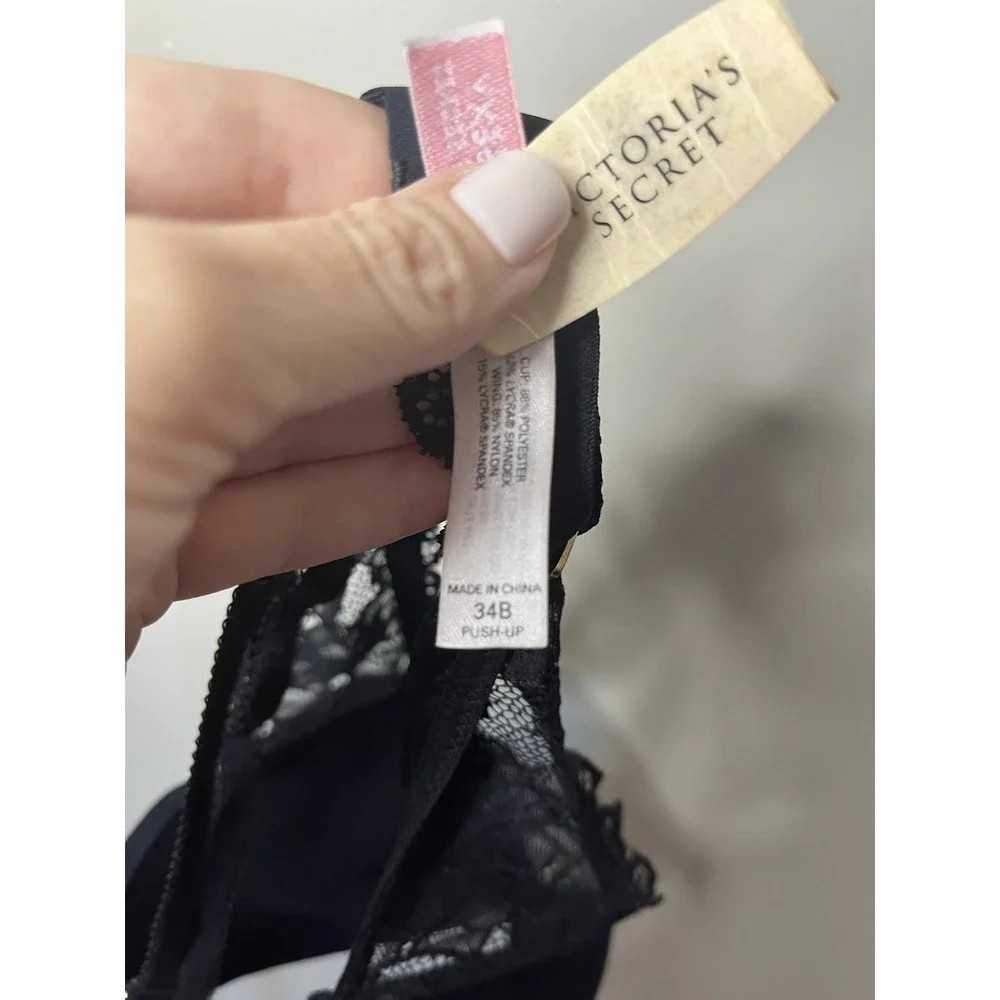 VICTORIA'S
SECRET
CUP: 88% POLYESTER
12% LYCRA® SPANDEX
WING: 85% NYLON
15% LYCRA® SPANDEX
MADE IN CHINA
34B
PUSH-UP